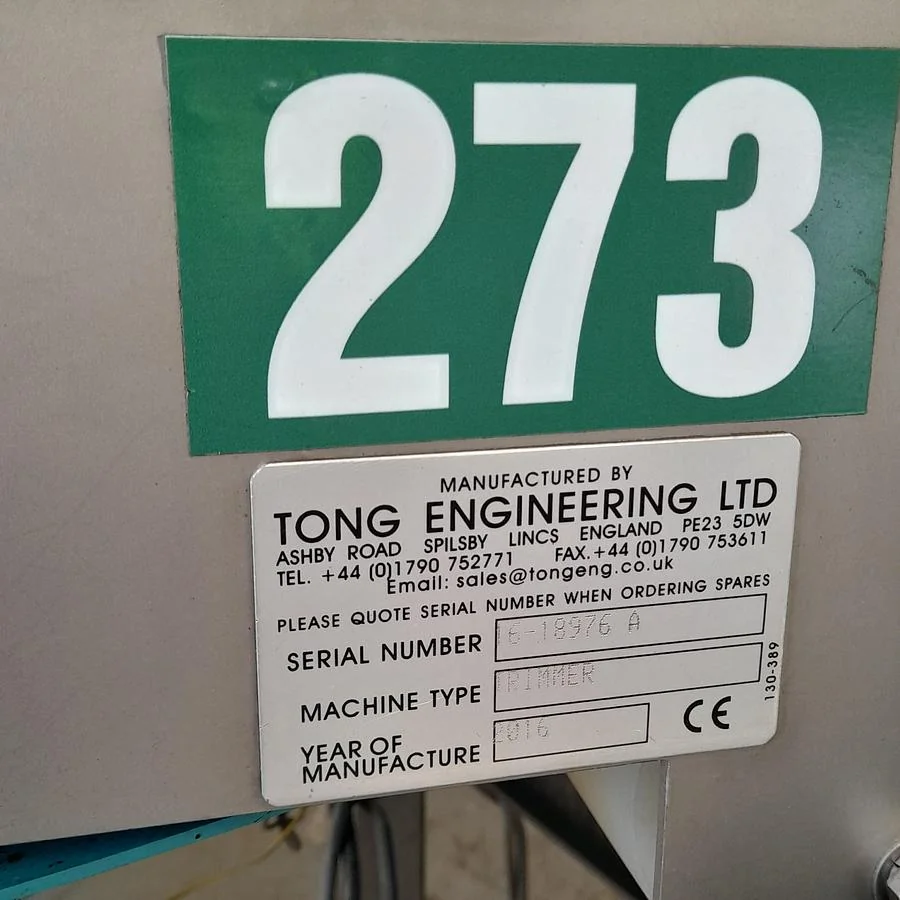 273
MANUFACTURED BY
TONG ENGINEERING LTD
ASHBY ROAD SPILSBY LINCS ENGLAND PE23 5DW
TEL. +44 (0)1790 752771 FAX.+44 (0)1790 753611
Email: sales@tongeng.co.uk
PLEASE QUOTE SERIAL NUMBER WHEN ORDERING SPARES
SERIAL NUMBER 16-18976 A
MACHINE TYPE TRIMMER
YEAR OF
MANUFACTURE 2016
CE
130-389